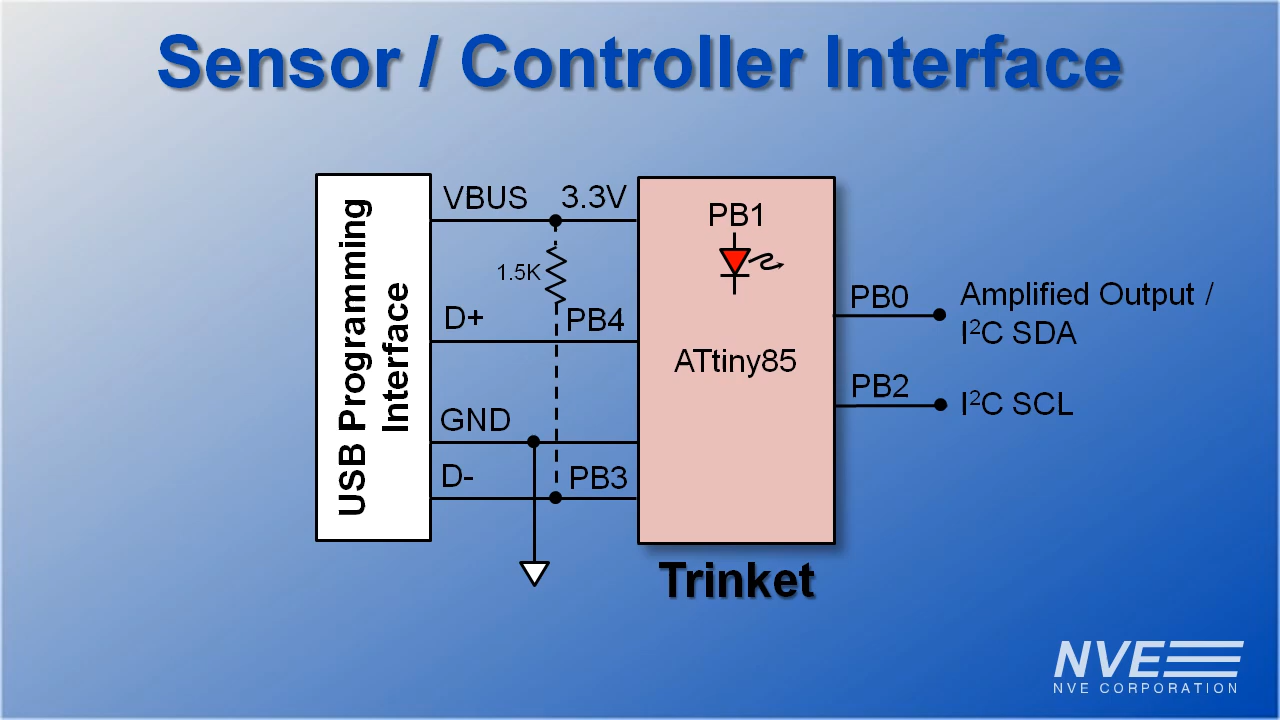 Sensor / Controller Interface
USB Programming
Interface
VBUS
3.3V
1.5K
D+
PB4
GND
D-
PB3
PB1
ATtiny85
PB0
Amplified Output /
I²C SDA
PB2
I²C SCL
Trinket
NVE
NVE CORPORATION